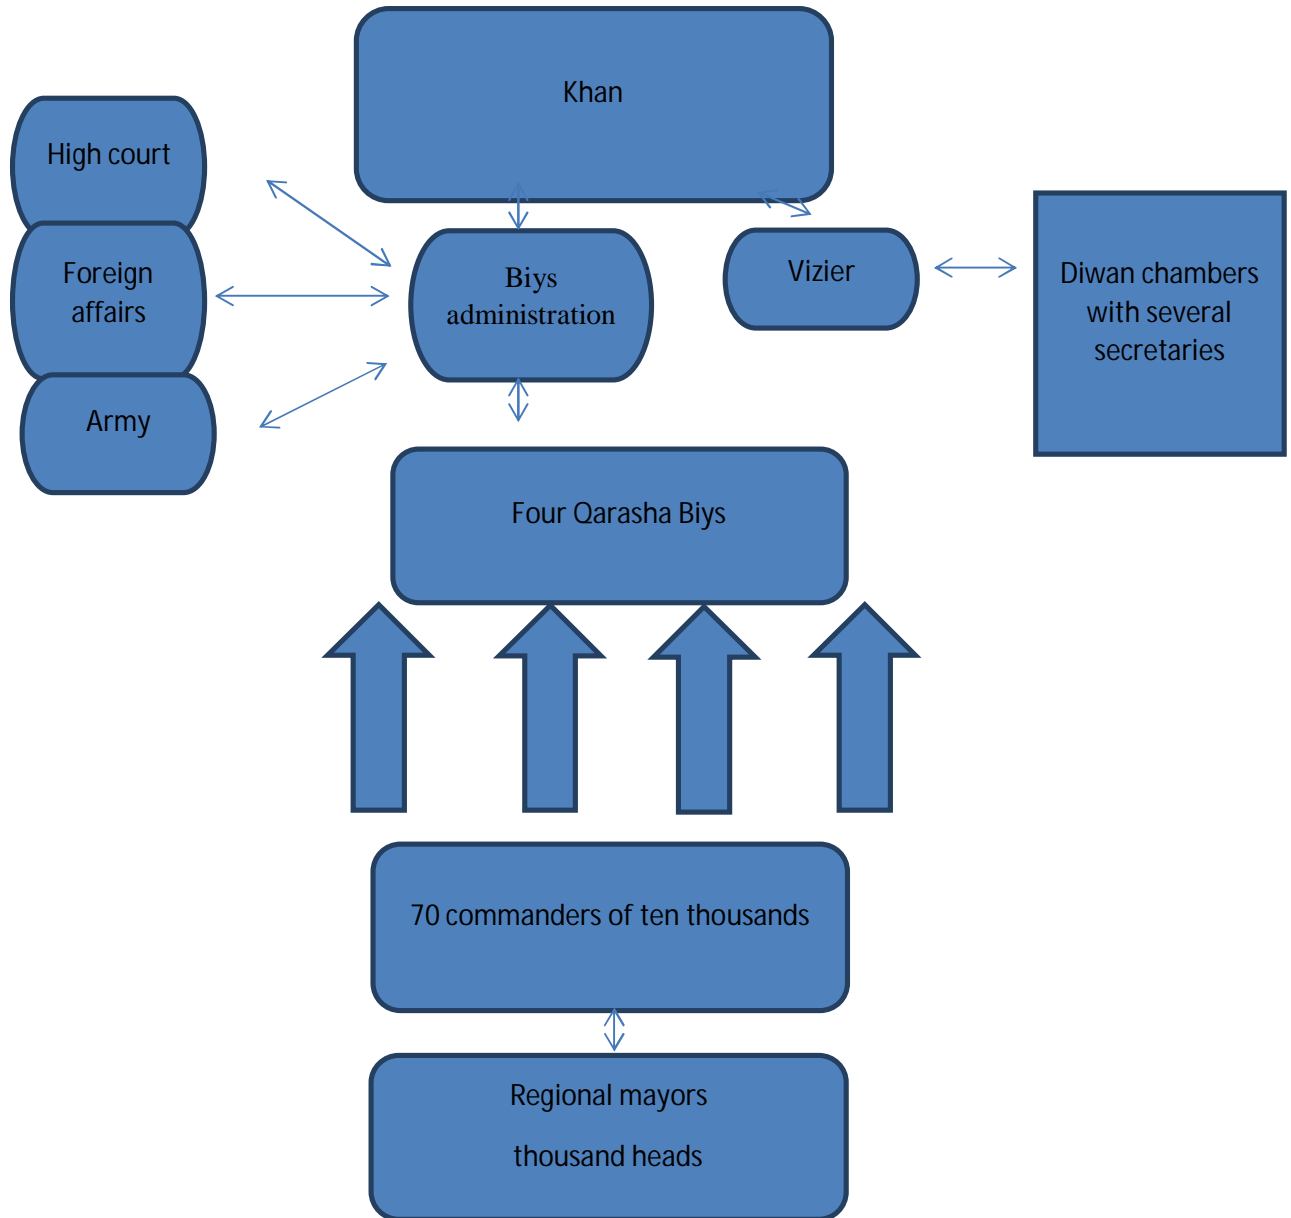 Khan
High court
Foreign
affairs
Army
Biys
administration
Vizier
Diwan chambers
with several
secretaries
Four Qarasha Biys
70 commanders of ten thousands
Regional mayors
thousand heads